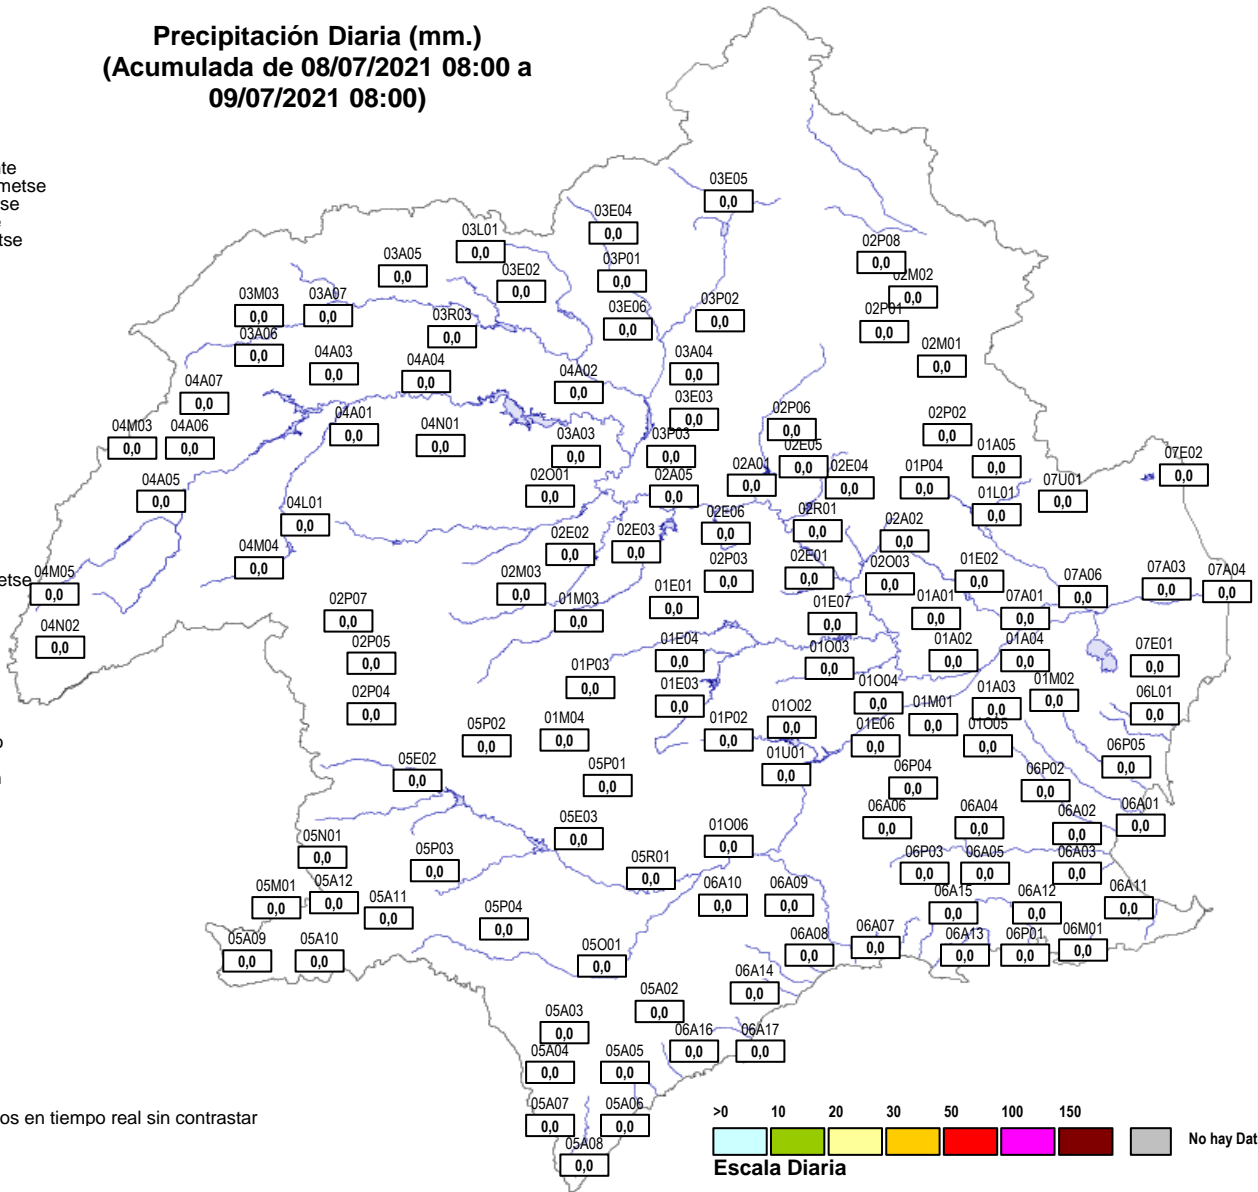 Precipitación Diaria (mm.)
(Acumulada de 08/07/2021 08:00 a
09/07/2021 08:00)
metse
03E05
0,0
03E04
0,0
03L01
0,0
03A05
0,0
03E02
0,0
03P01
0,0
02P08
0,0
02M02
0,0
03M03
0,0
03A07
0,0
03R03
0,0
03E06
0,0
03P02
0,0
02P01
0,0
03A06
0,0
04A03
0,0
04A04
0,0
04A02
0,0
03A04
0,0
02M01
0,0
04A07
0,0
03E03
0,0
04M03
0,0
04A06
0,0
04A01
0,0
04N01
0,0
03A03
0,0
03P03
0,0
02P06
0,0
02P02
0,0
02E05
0,0
01A05
0,0
07E02
0,0
04A05
0,0
02O01
0,0
02A05
0,0
02A01
0,0
02E04
0,0
01P04
0,0
07U01
0,0
01L01
0,0
04L01
0,0
02E06
0,0
02R01
0,0
02A02
0,0
04M04
0,0
02E02
0,0
02E03
0,0
metse
04M05
0,0
02M03
0,0
02P03
0,0
02E01
0,0
02O03
0,0
01E02
0,0
07A06
0,0
07A03
0,0
07A04
0,0
02P07
0,0
01M03
0,0
01E01
0,0
01E07
0,0
01A01
0,0
07A01
0,0
04N02
0,0
02P05
0,0
01E04
0,0
01O03
0,0
01A02
0,0
01A04
0,0
07E01
0,0
01P03
0,0
02P04
0,0
01E03
0,0
01O04
0,0
01A03
0,0
01M02
0,0
06L01
0,0
05P02
0,0
01M04
0,0
01P02
0,0
01O02
0,0
01M01
0,0
01E06
0,0
01O05
0,0
05E02
0,0
05P01
0,0
01U01
0,0
06P04
0,0
06P02
0,0
06P05
0,0
05E03
0,0
01O06
0,0
06A06
0,0
06A04
0,0
06A02
0,0
06A01
0,0
05N01
0,0
05P03
0,0
05R01
0,0
06P03
0,0
06A05
0,0
06A03
0,0
05M01
0,0
05A12
0,0
05A11
0,0
06A10
0,0
06A09
0,0
06A15
0,0
06A12
0,0
06A11
0,0
05P04
0,0
05A09
0,0
05A10
0,0
05O01
0,0
06A08
0,0
06A07
0,0
06A13
0,0
06P01
0,0
06M01
0,0
05A02
0,0
06A14
0,0
05A03
0,0
06A16
0,0
06A17
0,0
05A04
0,0
05A05
0,0
05A07
0,0
05A06
0,0
05A08
0,0
os en tiempo real sin contrastar
>0 10 20 30 50 100 150
No hay Dat
Escala Diaria